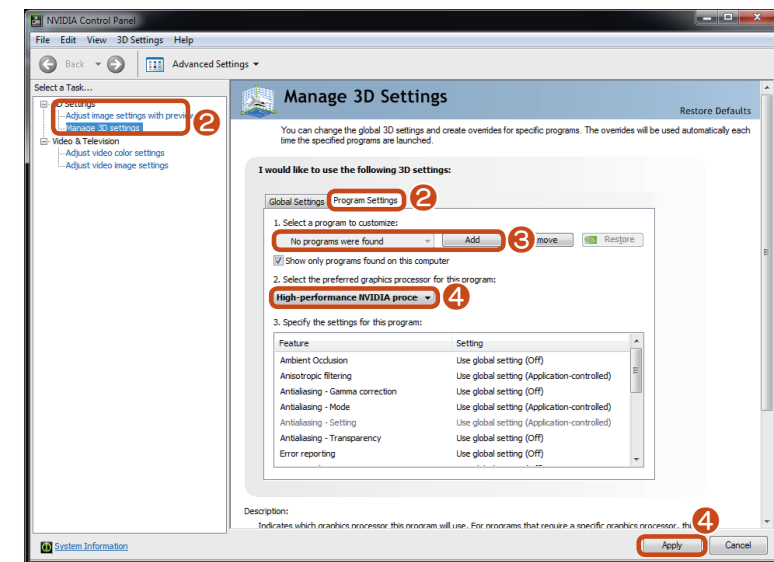 NVIDIA Control Panel
File Edit View 3D Settings Help
Back Advanced Settings
Select a Task...
3D Settings
Adjust image settings with preview
2
Manage 3D settings
Video & Television
Adjust video color settings
Adjust video image settings
Manage 3D Settings
Restore Defaults
You can change the global 3D settings and create overrides for specific programs. The overrides will be used automatically each
time the specified programs are launched.
I would like to use the following 3D settings:
Global Settings Program Settings 2
1. Select a program to customize:
No programs were found Add 3 move Restore
Show only programs found on this computer
2. Select the preferred graphics processor for this program:
High-performance NVIDIA proce 4
3. Specify the settings for this program:
Feature Setting
Ambient Occlusion Use global setting (Off)
Anisotropic filtering Use global setting (Application-controlled)
Antialiasing - Gamma correction Use global setting (Off)
Antialiasing - Mode Use global setting (Application-controlled)
Antialiasing - Setting Use global setting (Application-controlled)
Antialiasing - Transparency Use global setting (Off)
Error reporting Use global setting (Off)
Description:
Indicates which graphics processor this program will use. For programs that require a specific graphics processor,
4
System Information
Apply Cancel